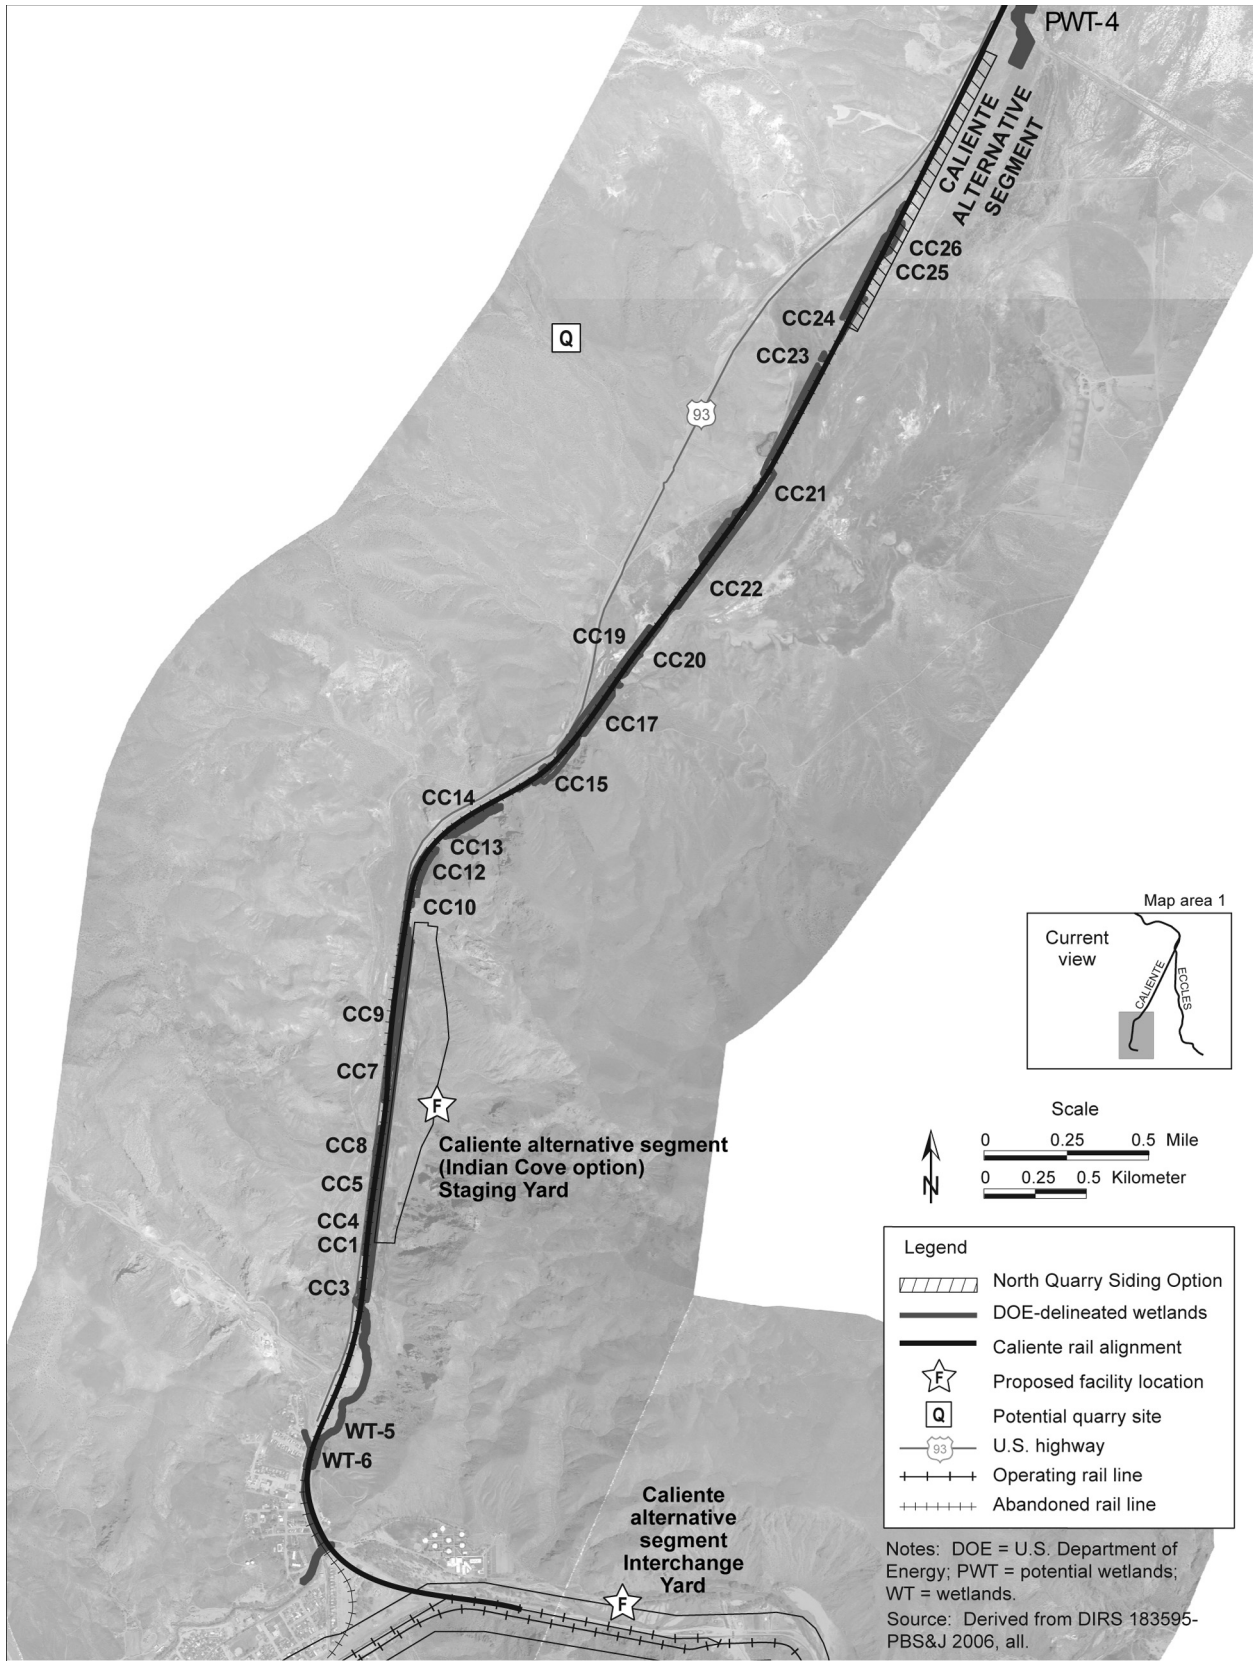 PWT-4
CALIENTE
ALTERNATIVE
SEGMENT
CC26
CC25
CC24
Q
CC23
93
CC21
CC22
CC19
CC20
CC17
CC15
CC14
CC13
CC12
CC10
CC9
CC7
F
CC8
Caliente alternative segment
(Indian Cove option)
Staging Yard
CC5
CC4
CC1
CC3
WT-5
WT-6
Caliente
alternative
segment
Interchange
Yard
F
Map area 1
Current
view
CALIENTE
ECCLES
Scale
0 0.25 0.5 Mile
0 0.25 0.5 Kilometer
N
Legend
North Quarry Siding Option
DOE-delineated wetlands
Caliente rail alignment
F Proposed facility location
Q Potential quarry site
93 U.S. highway
Operating rail line
Abandoned rail line
Notes: DOE = U.S. Department of
Energy; PWT = potential wetlands;
WT = wetlands.
Source: Derived from DIRS 183595-
PBS&J 2006, all.